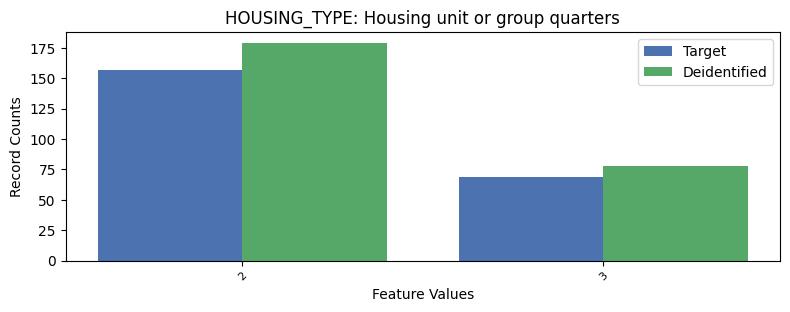 HOUSING_TYPE: Housing unit or group quarters
Target
Deidentified
Record Counts
175
150
125
100
75
50
25
0
2
3
Feature Values